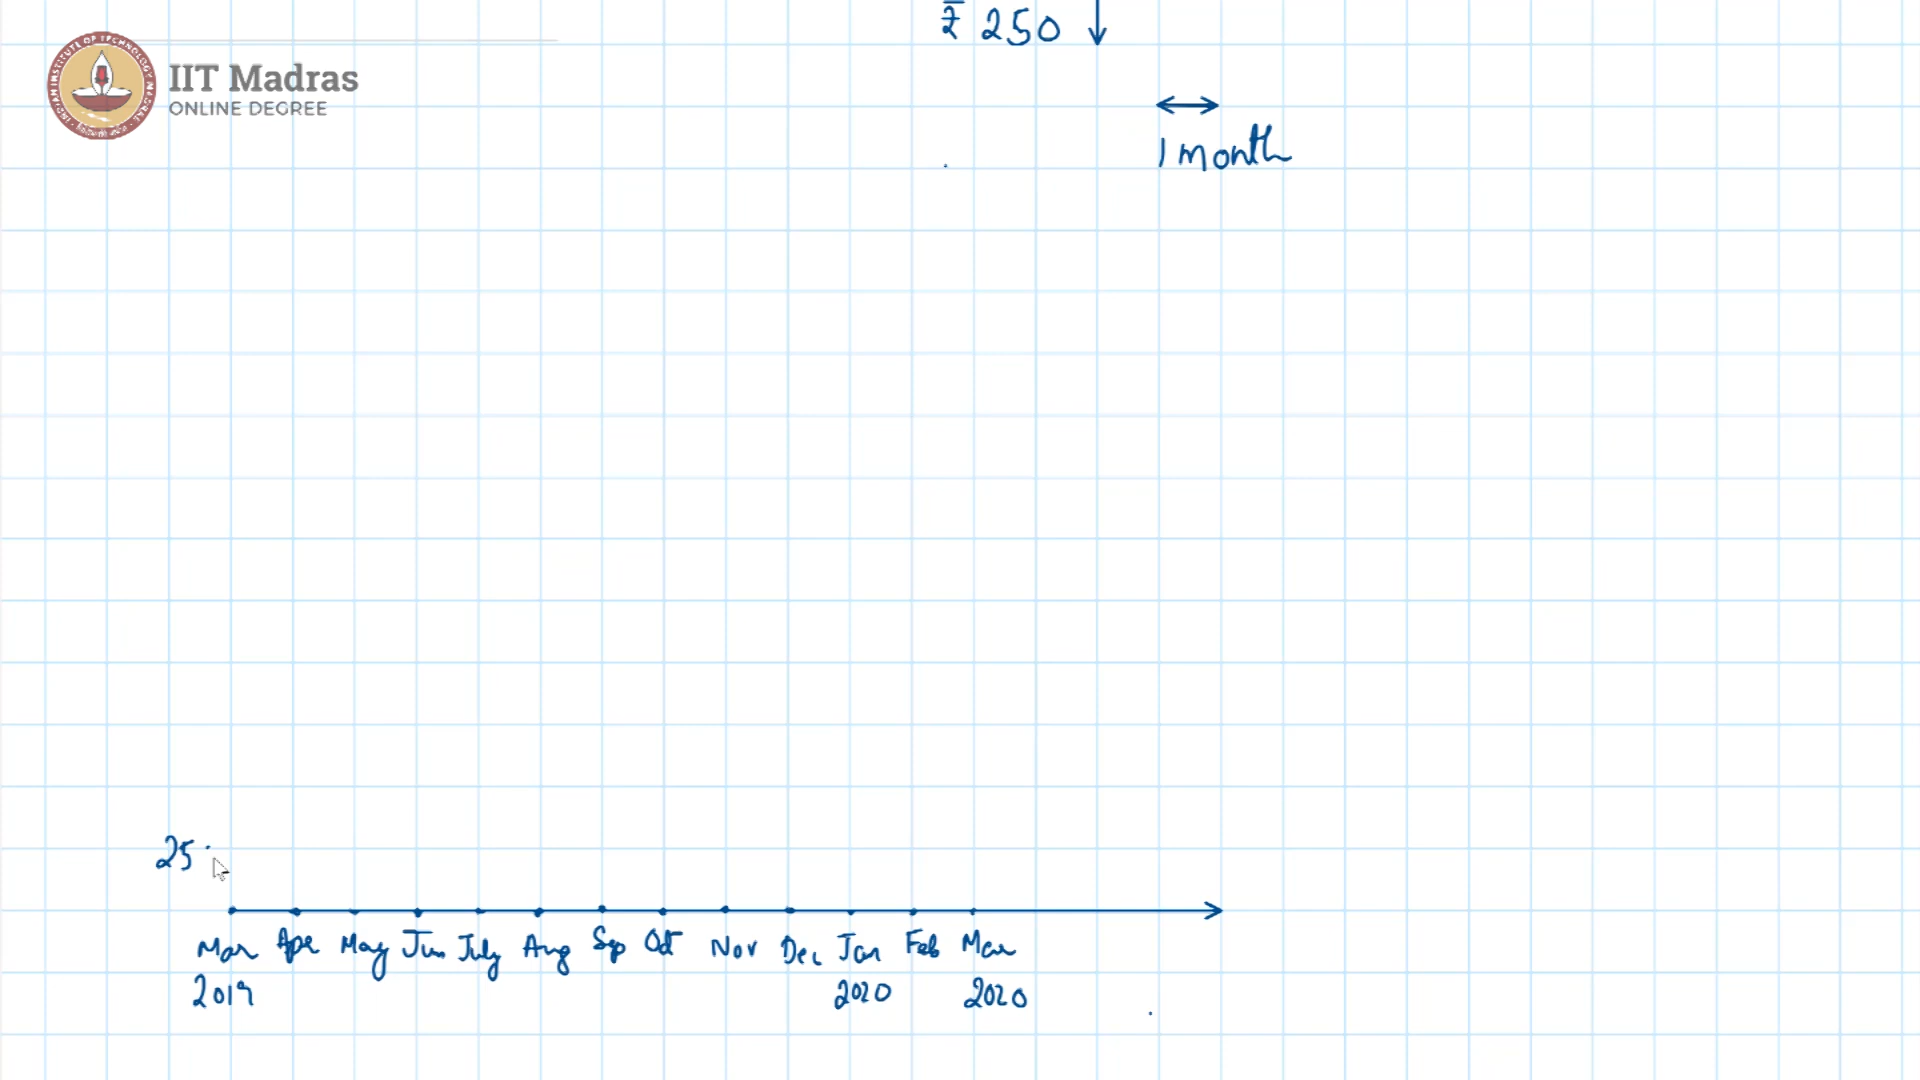 ₹ 250
IIT Madras
ONLINE DEGREE
1 month
25
Mar Apr May Jun July Aug Sep Oct Nov Dec Jan Feb Mar
2019 2020 2020